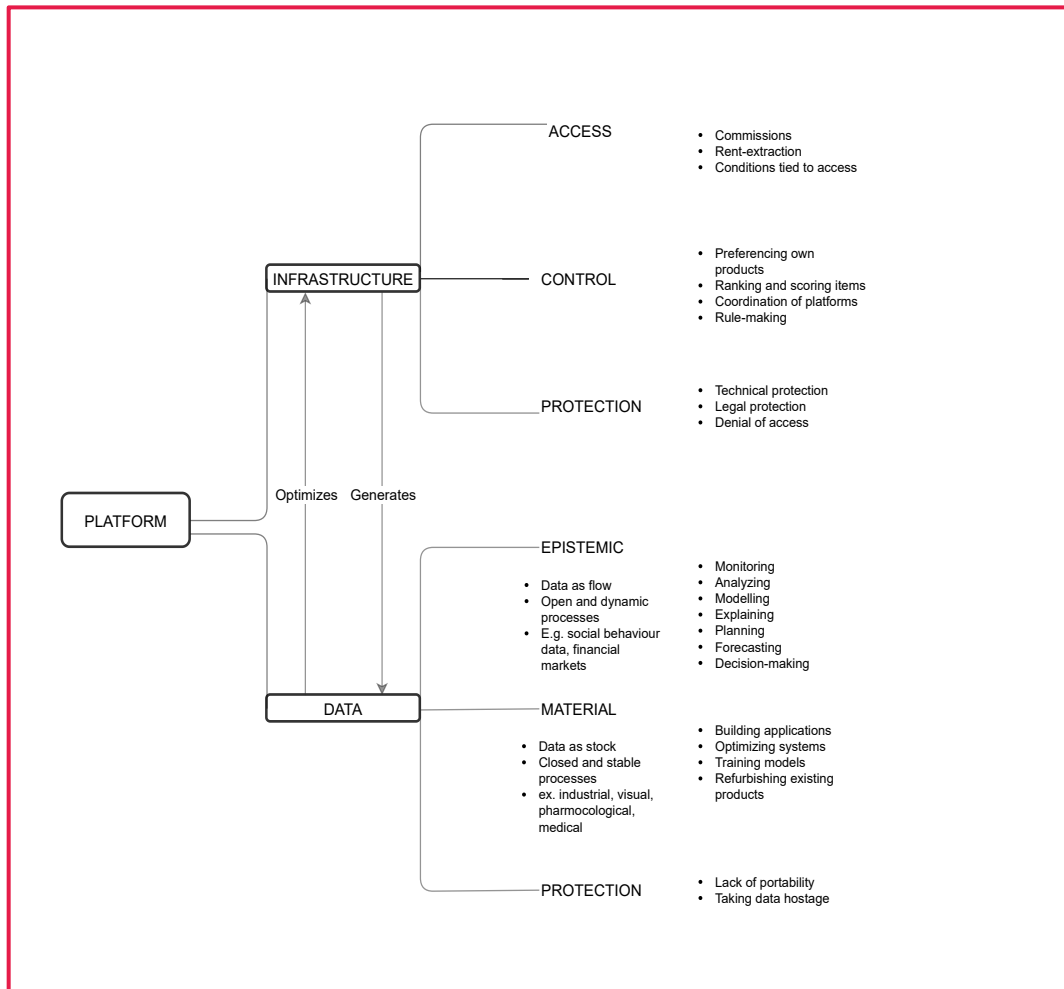 ACCESS
• Commissions
• Rent-extraction
• Conditions tied to access
INFRASTRUCTURE
CONTROL
• Preferencing own
products
• Ranking and scoring items
• Coordination of platforms
• Rule-making
PROTECTION
• Technical protection
• Legal protection
• Denial of access
Optimizes
Generates
PLATFORM
EPISTEMIC
• Data as flow
• Open and dynamic
processes
• E.g. social behaviour
data, financial
markets
• Monitoring
• Analyzing
• Modelling
• Explaining
• Planning
• Forecasting
• Decision-making
DATA
MATERIAL
• Data as stock
• Closed and stable
processes
• ex. industrial, visual,
pharmocological,
medical
• Building applications
• Optimizing systems
• Training models
• Refurbishing existing
products
PROTECTION
• Lack of portability
• Taking data hostage